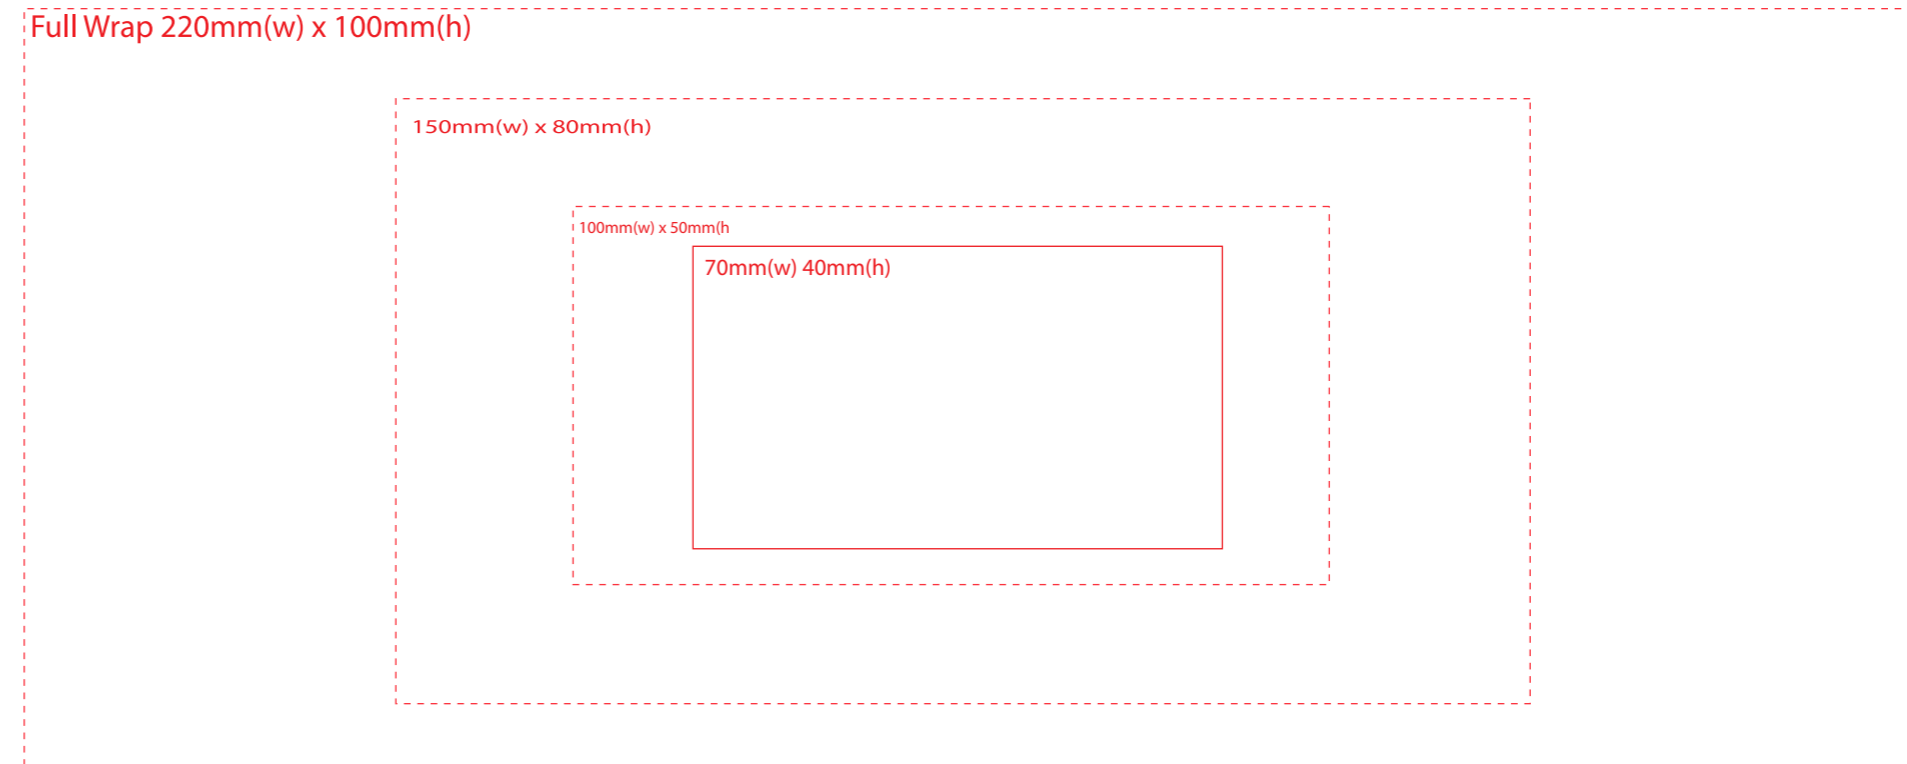 Full Wrap 220mm(w) x 100mm(h)
150mm(w) x 80mm(h)
100mm(w) x 50mm(h
70mm(w) 40mm(h)